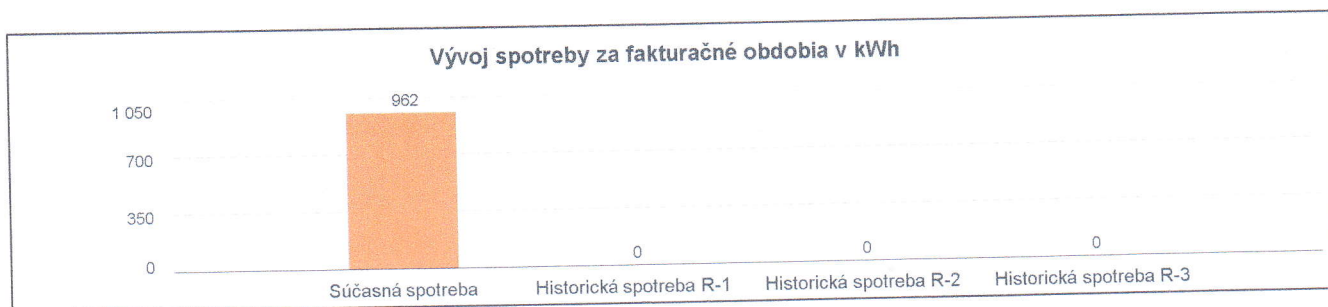 Vývoj spotreby za fakturačné obdobia v kWh
962
1 050
700
350
0
0
0
0
Súčasná spotreba
Historická spotreba R-1
Historická spotreba R-2
Historická spotreba R-3